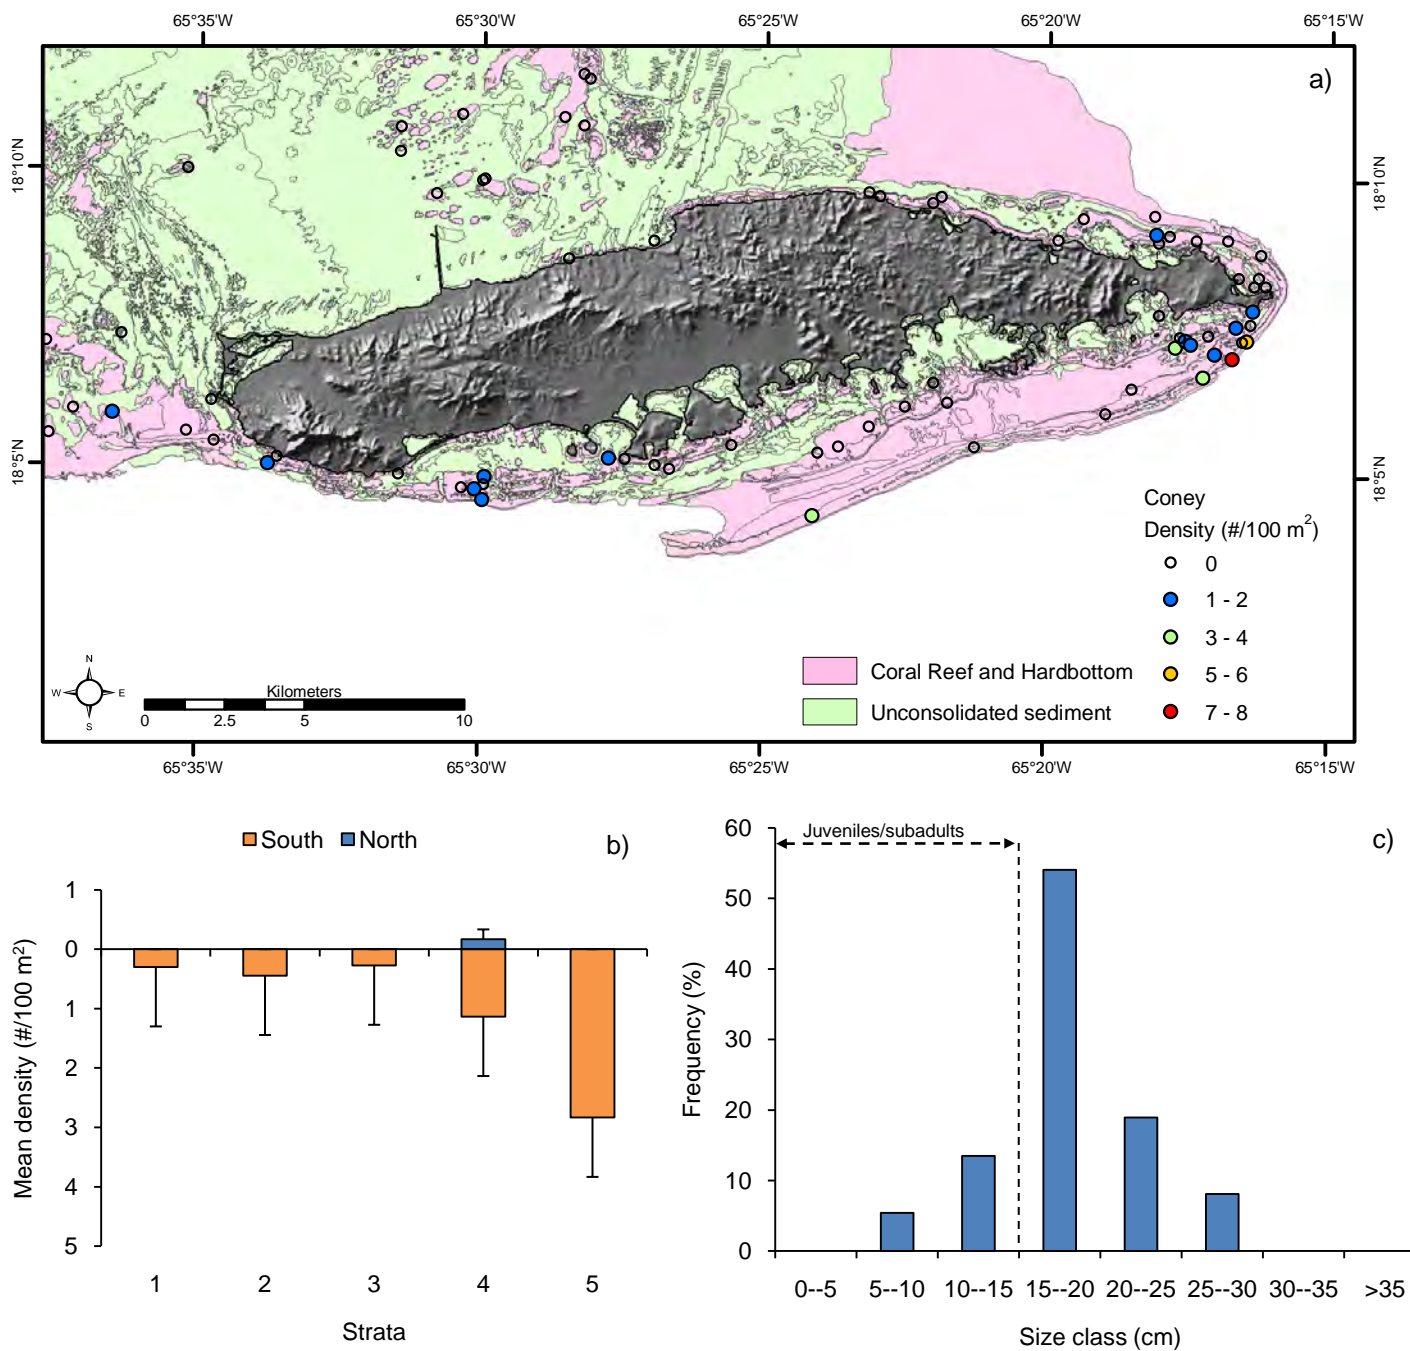 65°35'W 65°30'W 65°25'W 65°20'W 65°15'W
a)
18°10'N
18°10'N
18°5'N
18°5'N
Coney
Density (#/100 m²)
0
1 - 2
3 - 4
5 - 6
7 - 8
Coral Reef and Hardbottom
Unconsolidated sediment
N
W E
S
Kilometers
0 2.5 5 10
65°35'W 65°30'W 65°25'W 65°20'W 65°15'W
South North
b)
Mean density (#/100 m²)
1
0
1
2
3
4
5
1 2 3 4 5
Strata
c)
Juveniles/subadults
Frequency (%)
60
50
40
30
20
10
0
0--5 5--10 10--15 15--20 20--25 25--30 30--35 >35
Size class (cm)